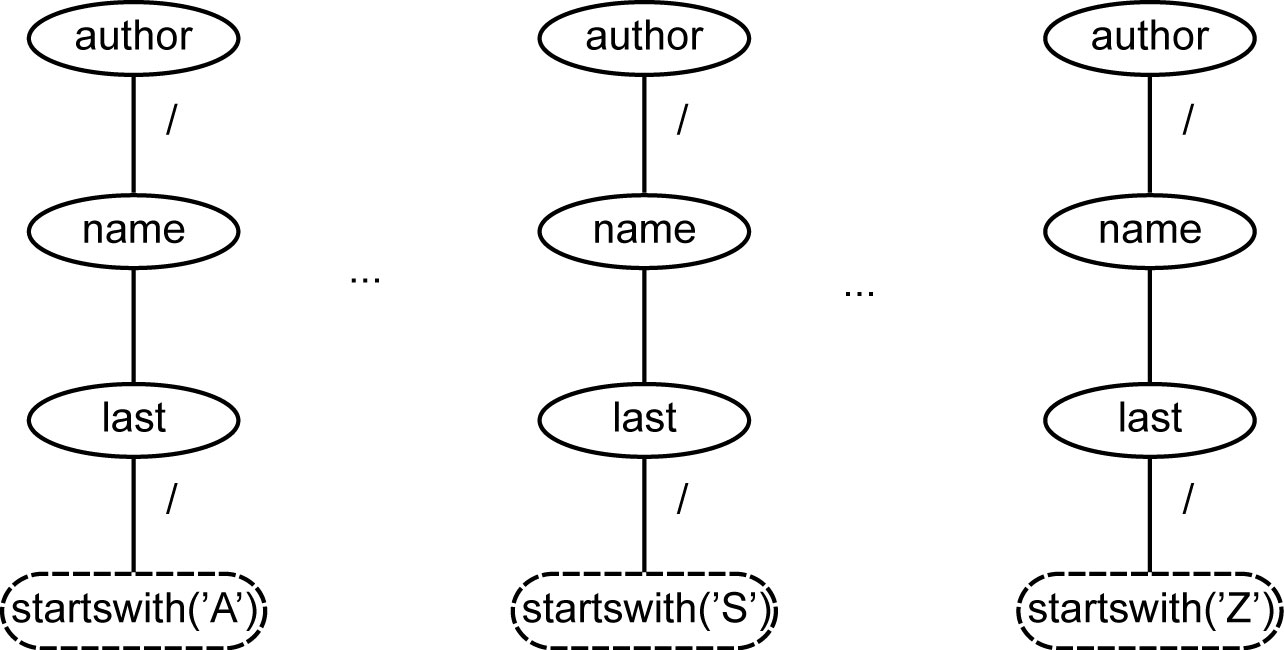 author author author
/ / /
name name name
... ...
last last last
/ / /
startswith('A') startswith('S') startswith('Z')